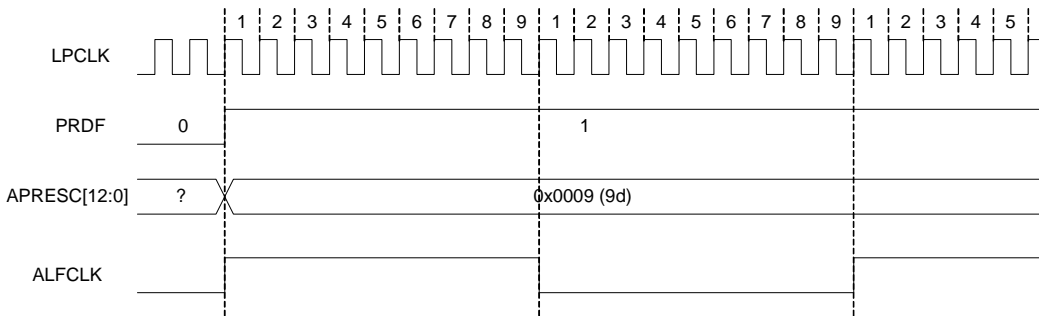 1 2 3 4 5 6 7 8 9 1 2 3 4 5 6 7 8 9 1 2 3 4 5
LPCLK
PRDF 0 1
APRESC[12:0] ? 0x0009 (9d)
ALFCLK